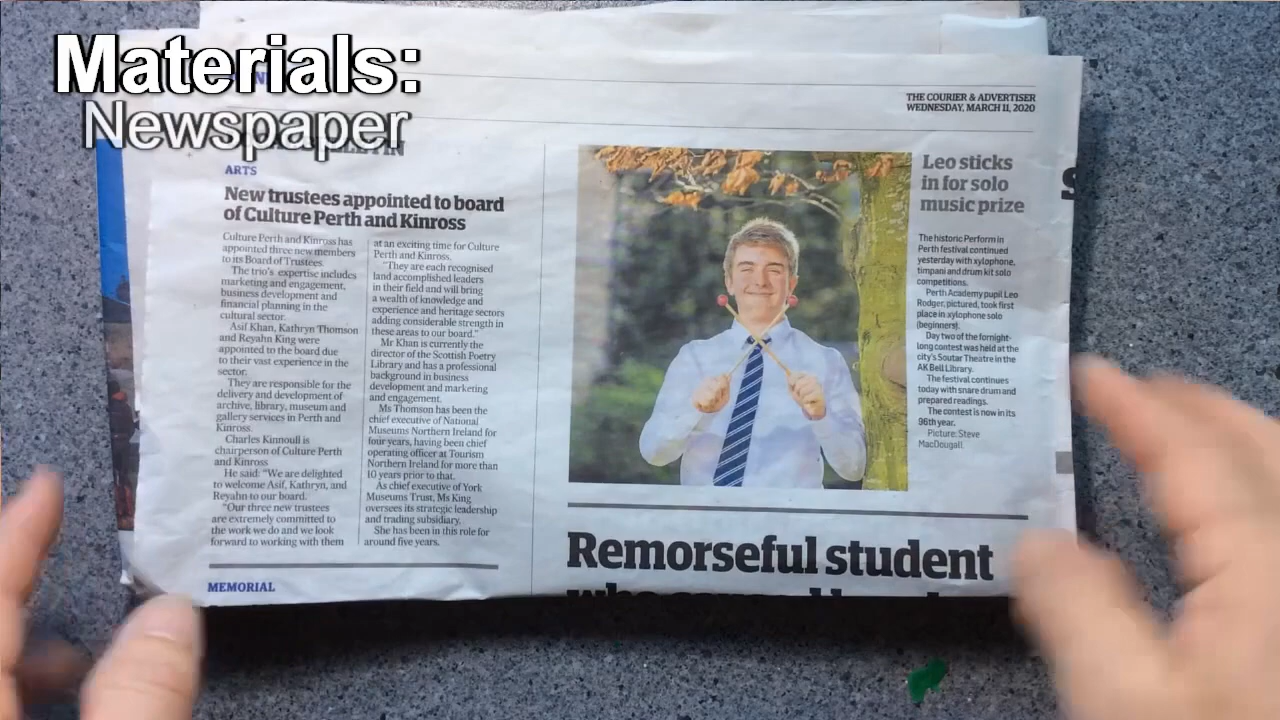 Materials:
Newspaper
THE COURIER & ADVERTISER
WEDNESDAY, MARCH 11, 2020
ARTS
New trustees appointed to board
of Culture Perth and Kinross
Culture Perth and Kinross has
appointed three new members
to its Board of Trustees.
The trio's expertise includes
marketing and engagement,
business development and
financial planning in the
cultural sector.
Asif Khan, Kathryn Thomson
and Reyahn King were
appointed to the board due
to their vast experience in the
sector.
They are responsible for the
delivery and development of
archive, library, museum and
gallery services in Perth and
Kinross.
Charles Kinnoull is
chairperson of Culture Perth
and Kinross
He said: "We are delighted
to welcome Asif, Kathryn, and
Reyahn to our board.
"Our three new trustees
are extremely committed to
the work we do and we look
forward to working with them
at an exciting time for Culture
Perth and Kinross.
"They are each recognised
land accomplished leaders
in their field and will bring
a wealth of knowledge and
experience and heritage sectors
adding considerable strength in
these areas to our board."
Mr Khan is currently the
director of the Scottish Poetry
Library and has a professional
background in business
development and marketing
and engagement.
Ms Thomson has been the
chief executive of National
Museums Northern Ireland for
four years, having been chief
operating officer at Tourism
Northern Ireland for more than
10 years prior to that.
As chief executive of York
Museums Trust, Ms King
oversees its strategic leadership
and trading subsidiary.
She has been in this role for
around five years.
MEMORIAL
Leo sticks
in for solo
music prize
The historic Perform in
Perth festival continued
yesterday with xylophone,
timpani and drum kit solo
competitions.
Perth Academy pupil Leo
Rodger, pictured, took first
place in xylophone solo
(beginners).
Day two of the fornight-
long contest was held at the
city's Soutar Theatre in the
AK Bell Library.
The festival continues
today with snare drum and
prepared readings.
The contest is now in its
96th year.
Picture: Steve
MacDougall.
Remorseful student